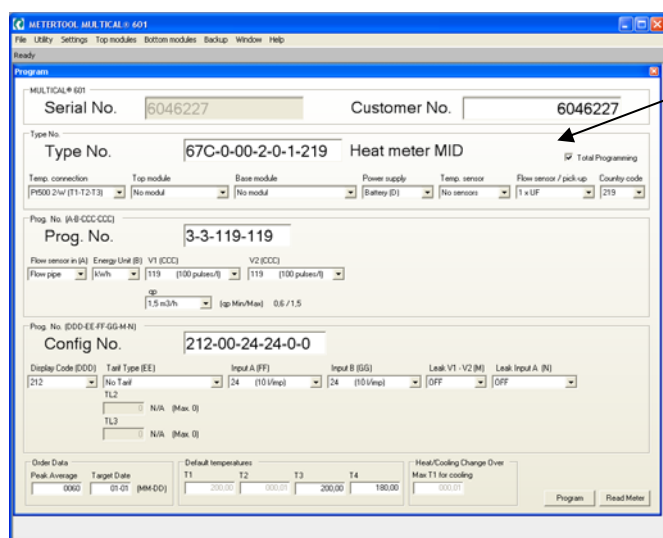 METERTOOL MULTICAL® 601
File Utility Settings Top modules Bottom modules Backup Window Help
Ready
Program
MULTICAL® 601
Serial No. 6046227 Customer No. 6046227
Type No.
Type No. 67C-0-00-2-0-1-219 Heat meter MID Total Programming
Temp. connection Top module Base module Power supply Temp. sensor Flow sensor / pick-up Country code
Pt500 2-W (T1-T2-T3) No modul No modul Battery (D) No sensors 1 x UF 219
Prog. No. (A-B-CCC-CCC)
Prog. No. 3-3-119-119
Flow sensor in (A) Energy Unit (B) V1 (CCC) V2 (CCC)
Flow pipe kWh 119 (100 pulses/l) 119 (100 pulses/l)
qp
1,5 m3/h (qp Min/Max) 0,6 / 1,5
Prog. No. (DDD-EE-FF-GG-M-N)
Config No. 212-00-24-24-0-0
Display Code (DDD) Tarif Type (EE) Input A (FF) Input B (GG) Leak V1 - V2 (M) Leak Input A (N)
212 No Tarif 24 (10 l/imp) 24 (10 l/imp) OFF OFF
TL2
0 N/A (Max. 0)
TL3
0 N/A (Max. 0)
Order Data Default temperatures Heat/Cooling Change Over
Peak Average Target Date T1 T2 T3 T4 Max T1 for cooling
0060 01-01 (MM-DD) 200,00 000,01 200,00 180,00 000,01
Program Read Meter